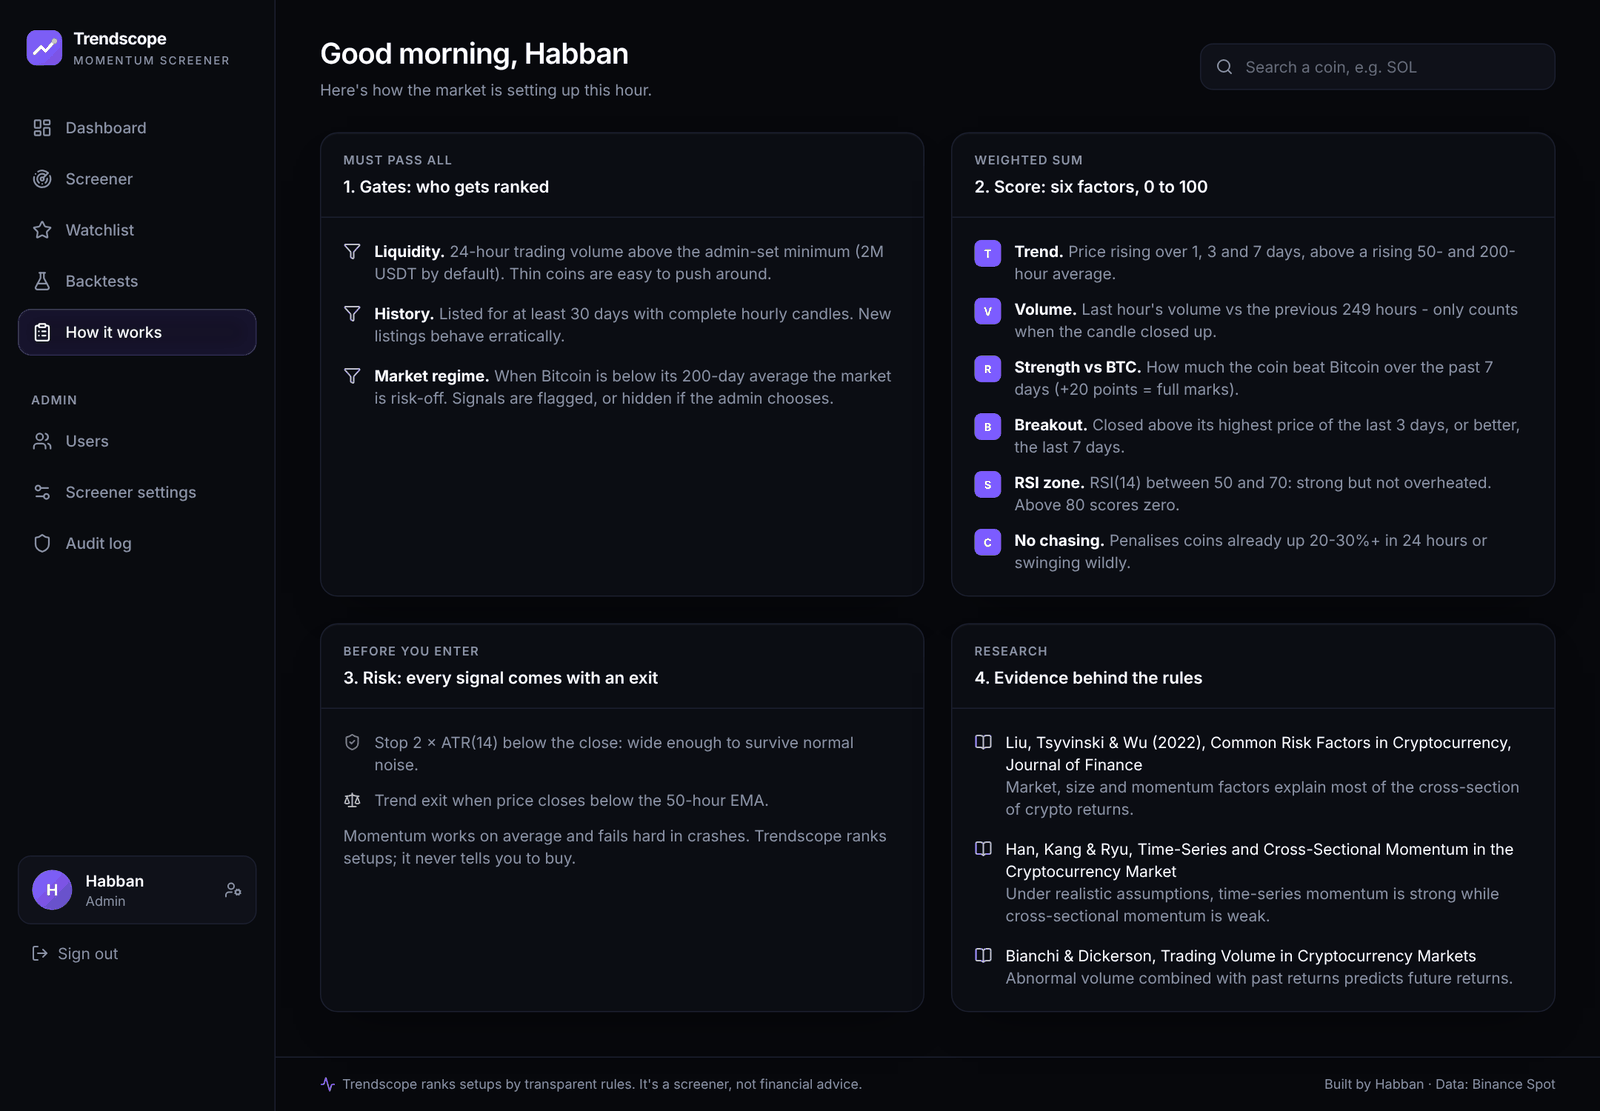 Trendscope
MOMENTUM SCREENER
Dashboard
Screener
Watchlist
Backtests
How it works
ADMIN
Users
Screener settings
Audit log
H
Habban
Admin
Sign out
Good morning, Habban
Here's how the market is setting up this hour.
Search a coin, e.g. SOL
MUST PASS ALL
1. Gates: who gets ranked
Liquidity. 24-hour trading volume above the admin-set minimum (2M
USDT by default). Thin coins are easy to push around.
History. Listed for at least 30 days with complete hourly candles. New
listings behave erratically.
Market regime. When Bitcoin is below its 200-day average the market
is risk-off. Signals are flagged, or hidden if the admin chooses.
WEIGHTED SUM
2. Score: six factors, 0 to 100
T
Trend. Price rising over 1, 3 and 7 days, above a rising 50- and 200-
hour average.
V
Volume. Last hour's volume vs the previous 249 hours - only counts
when the candle closed up.
R
Strength vs BTC. How much the coin beat Bitcoin over the past 7
days (+20 points = full marks).
B
Breakout. Closed above its highest price of the last 3 days, or better,
the last 7 days.
S
RSI zone. RSI(14) between 50 and 70: strong but not overheated.
Above 80 scores zero.
C
No chasing. Penalises coins already up 20-30%+ in 24 hours or
swinging wildly.
BEFORE YOU ENTER
3. Risk: every signal comes with an exit
Stop 2 × ATR(14) below the close: wide enough to survive normal
noise.
Trend exit when price closes below the 50-hour EMA.
Momentum works on average and fails hard in crashes. Trendscope ranks
setups; it never tells you to buy.
RESEARCH
4. Evidence behind the rules
Liu, Tsyvinski & Wu (2022), Common Risk Factors in Cryptocurrency,
Journal of Finance
Market, size and momentum factors explain most of the cross-section
of crypto returns.
Han, Kang & Ryu, Time-Series and Cross-Sectional Momentum in the
Cryptocurrency Market
Under realistic assumptions, time-series momentum is strong while
cross-sectional momentum is weak.
Bianchi & Dickerson, Trading Volume in Cryptocurrency Markets
Abnormal volume combined with past returns predicts future returns.
Trendscope ranks setups by transparent rules. It's a screener, not financial advice.
Built by Habban · Data: Binance Spot